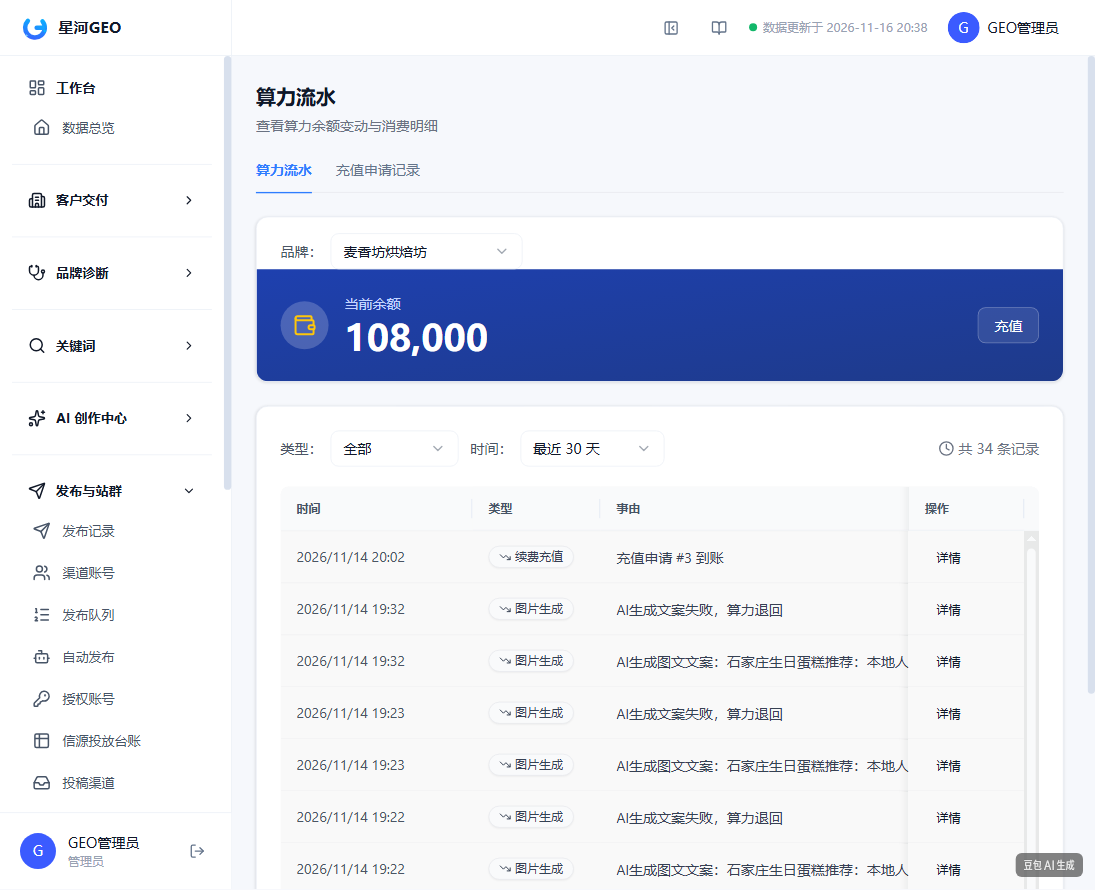 星河GEO
数据更新于 2026-11-16 20:38
G
GEO管理员
工作台
数据总览
客户交付
品牌诊断
关键词
AI 创作中心
发布与站群
发布记录
渠道账号
发布队列
自动发布
授权账号
信源投放台账
投稿渠道
G
GEO管理员
管理员
算力流水
查看算力余额变动与消费明细
算力流水 充值申请记录
品牌： 麦香坊烘焙坊
当前余额
108,000
充值
类型： 全部 时间： 最近 30 天 共 34 条记录
时间 类型 事由 操作
2026/11/14 20:02 续费充值 充值申请 #3 到账 详情
2026/11/14 19:32 图片生成 AI生成文案失败，算力退回 详情
2026/11/14 19:32 图片生成 AI生成图文文案：石家庄生日蛋糕推荐：本地人 详情
2026/11/14 19:23 图片生成 AI生成文案失败，算力退回 详情
2026/11/14 19:23 图片生成 AI生成图文文案：石家庄生日蛋糕推荐：本地人 详情
2026/11/14 19:22 图片生成 AI生成文案失败，算力退回 详情
2026/11/14 19:22 图片生成 AI生成图文文案：石家庄生日蛋糕推荐：本地人 详情
豆包 AI 生成